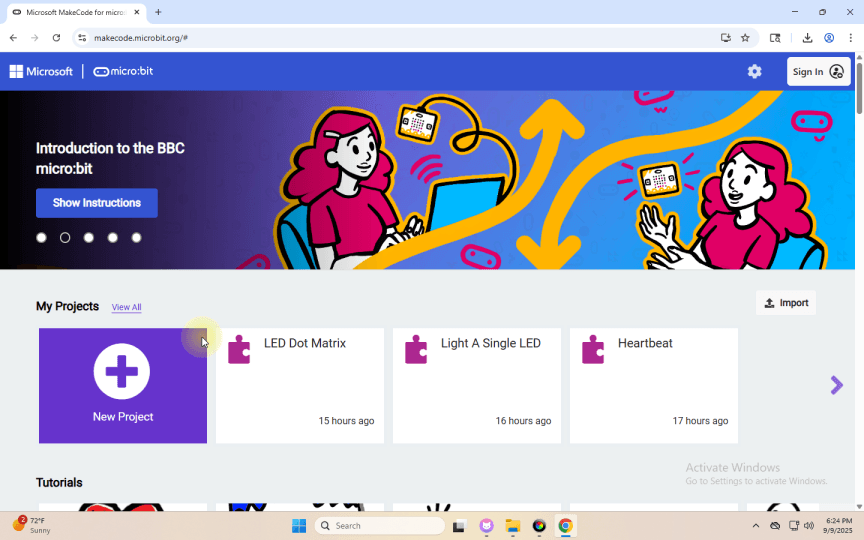 Microsoft MakeCode for micro:
makecode.microbit.org/#
Microsoft
micro:bit
Sign In
Introduction to the BBC
micro:bit
Show Instructions
My Projects
View All
Import
New Project
LED Dot Matrix
15 hours ago
Light A Single LED
16 hours ago
Heartbeat
17 hours ago
Tutorials
Activate Windows
Go to Settings to activate Windows.
2
72°F
Sunny
Search
6:24 PM
9/9/2025